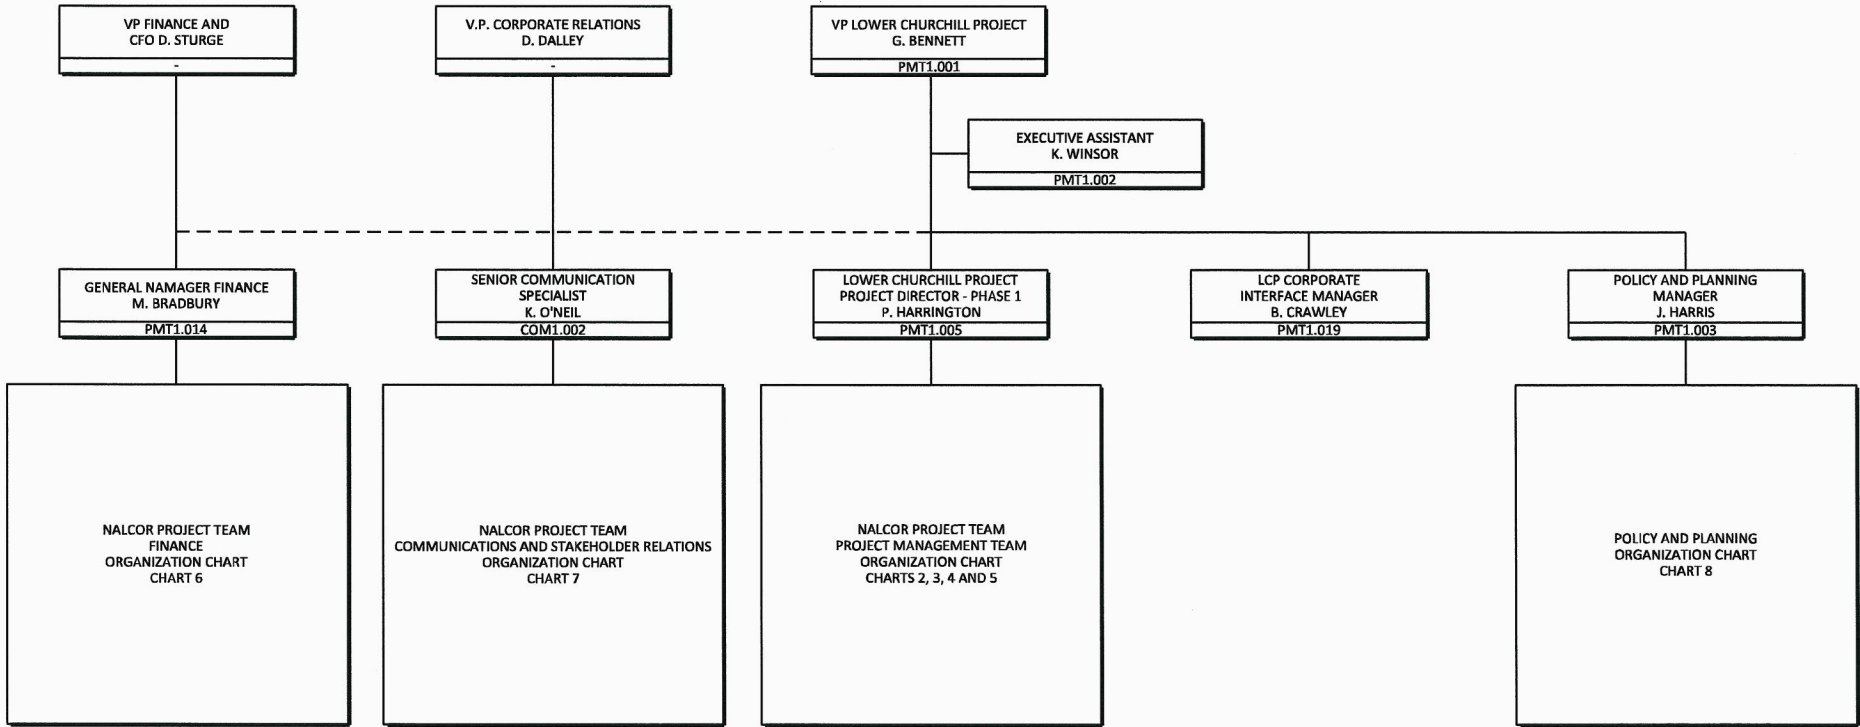 VP FINANCE AND
CFO D. STURGE
-
V.P. CORPORATE RELATIONS
D. DALLEY
-
VP LOWER CHURCHILL PROJECT
G. BENNETT
PMT1.001
EXECUTIVE ASSISTANT
K. WINSOR
PMT1.002
GENERAL NAMAGER FINANCE
M. BRADBURY
PMT1.014
SENIOR COMMUNICATION
SPECIALIST
K. O'NEIL
COM1.002
LOWER CHURCHILL PROJECT
PROJECT DIRECTOR - PHASE 1
P. HARRINGTON
PMT1.005
LCP CORPORATE
INTERFACE MANAGER
B. CRAWLEY
PMT1.019
POLICY AND PLANNING
MANAGER
J. HARRIS
PMT1.003
NALCOR PROJECT TEAM
FINANCE
ORGANIZATION CHART
CHART 6
NALCOR PROJECT TEAM
COMMUNICATIONS AND STAKEHOLDER RELATIONS
ORGANIZATION CHART
CHART 7
NALCOR PROJECT TEAM
PROJECT MANAGEMENT TEAM
ORGANIZATION CHART
CHARTS 2, 3, 4 AND 5
POLICY AND PLANNING
ORGANIZATION CHART
CHART 8